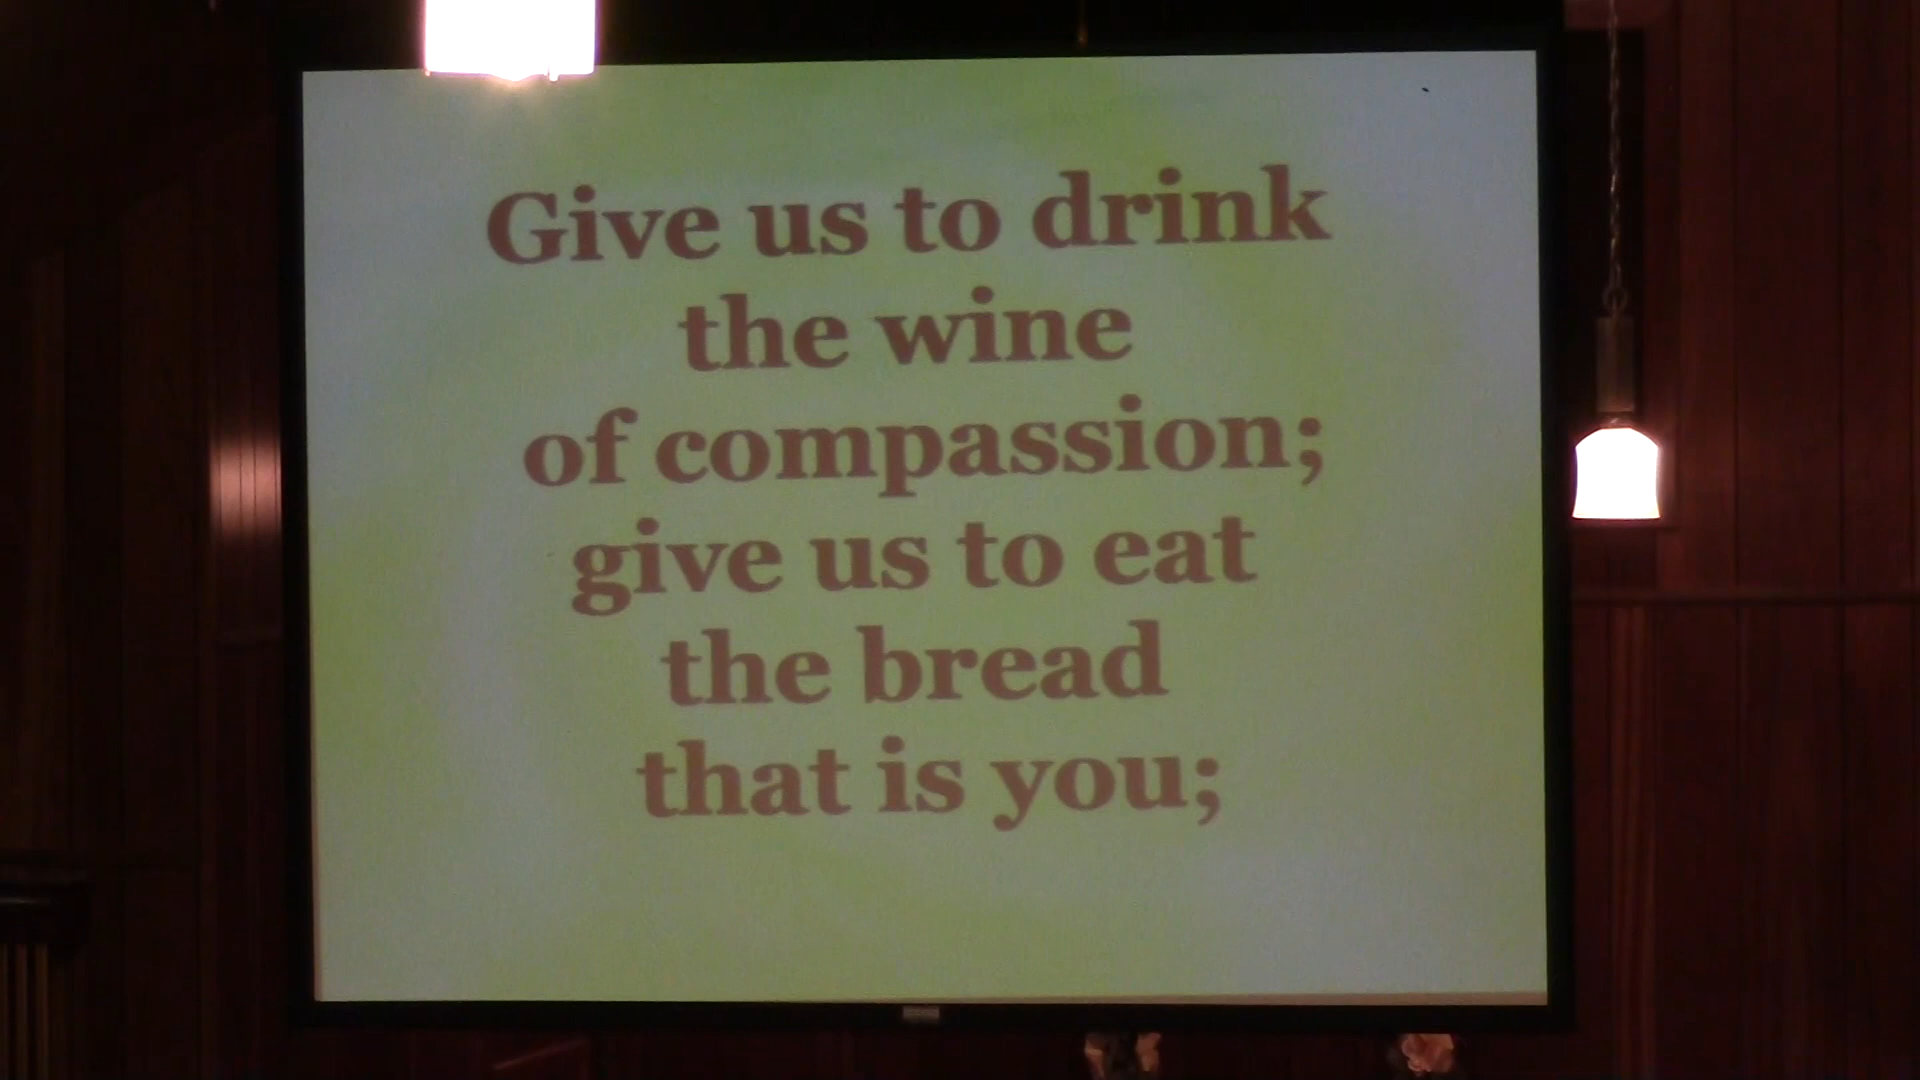 Give us to drink
the wine
of compassion;
give us to eat
the bread
that is you;